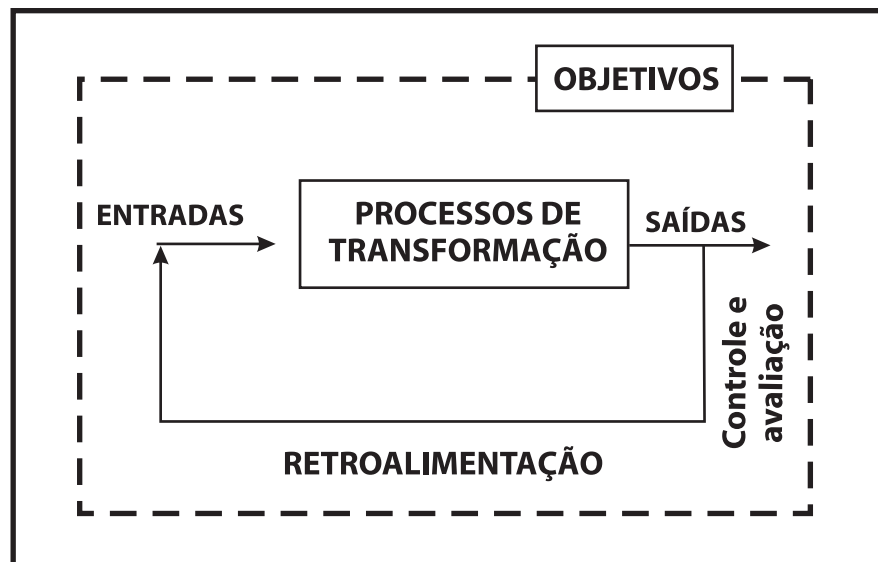 OBJETIVOS
ENTRADAS
PROCESSOS DE
TRANSFORMAÇÃO
SAÍDAS
Controle e
avaliação
RETROALIMENTAÇÃO